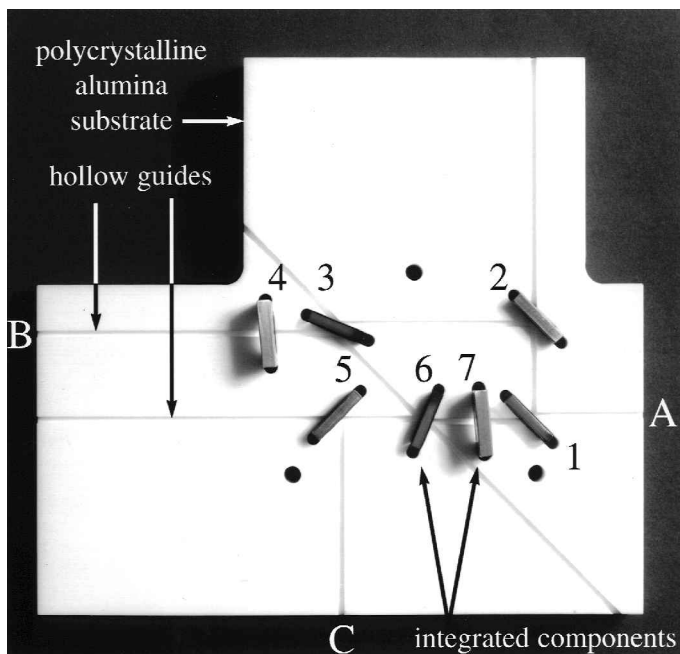 polycrystalline
alumina
substrate
hollow guides
4
3
2
B
5
6
7
A
1
C
integrated components